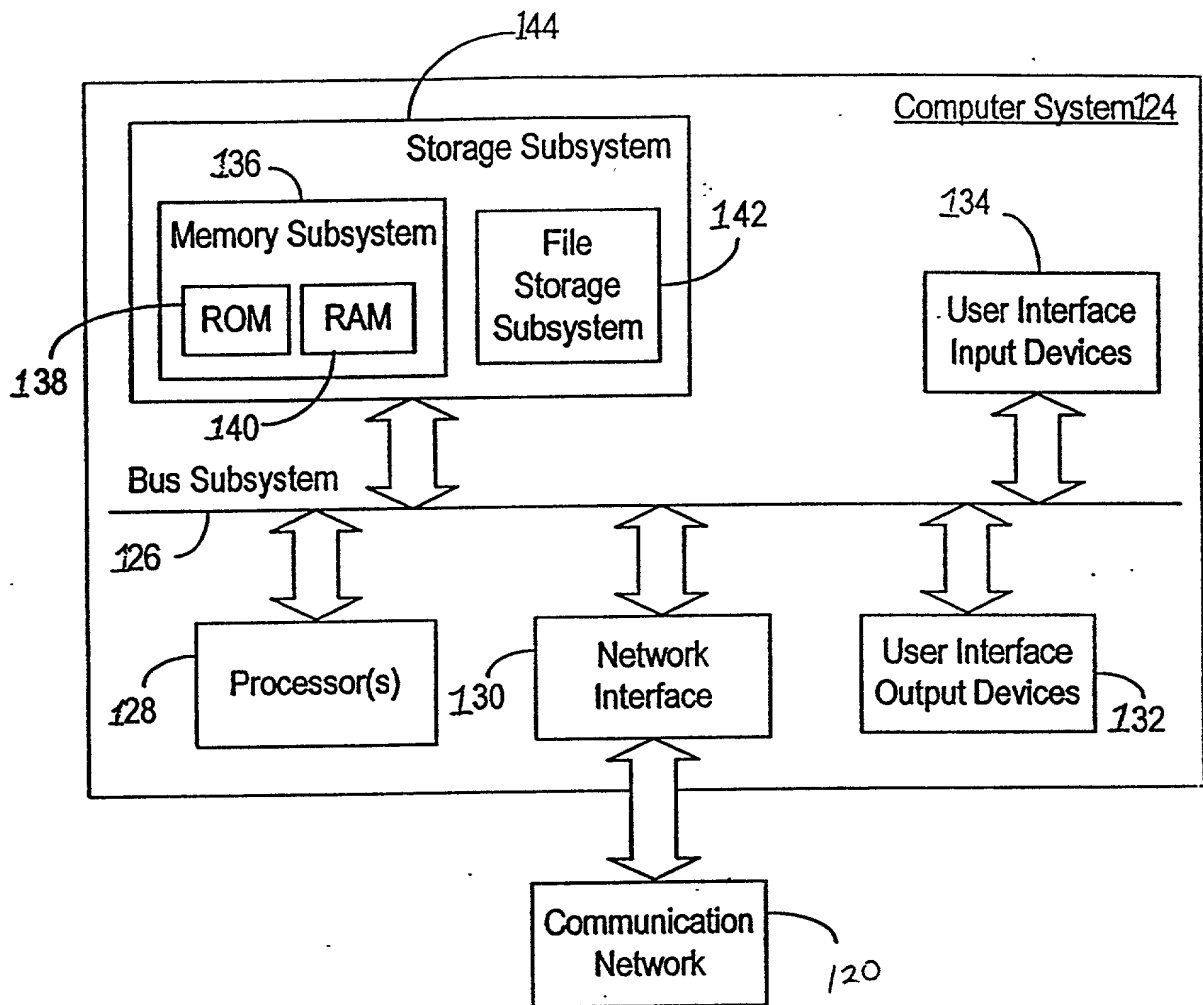 144
Computer System 124
Storage Subsystem
136
Memory Subsystem
142
File
Storage
Subsystem
134
ROM
RAM
User Interface
Input Devices
138
140
Bus Subsystem
126
Processor(s)
128
Network
Interface
130
User Interface
Output Devices
132
Communication
Network
120